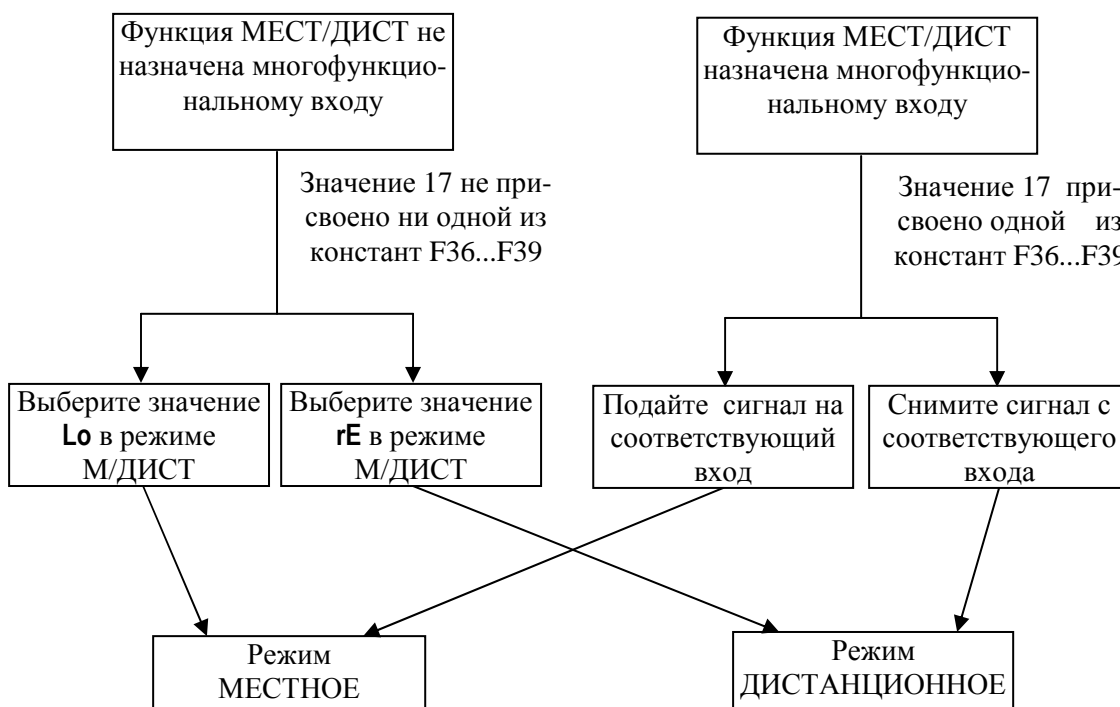 Функция МЕСТ/ДИСТ не
назначена многофункцио-
нальному входу
Функция МЕСТ/ДИСТ
назначена многофункцио-
нальному входу
Значение 17 не при-
своено ни одной из
констант F36...F39
Значение 17 при-
своено одной из
констант F36...F39
Выберите значение
Lo в режиме
М/ДИСТ
Выберите значение
rE в режиме
М/ДИСТ
Подайте сигнал на
соответствующий
вход
Снимите сигнал с
соответствующего
входа
Режим
МЕСТНОЕ
Режим
ДИСТАНЦИОННОЕ